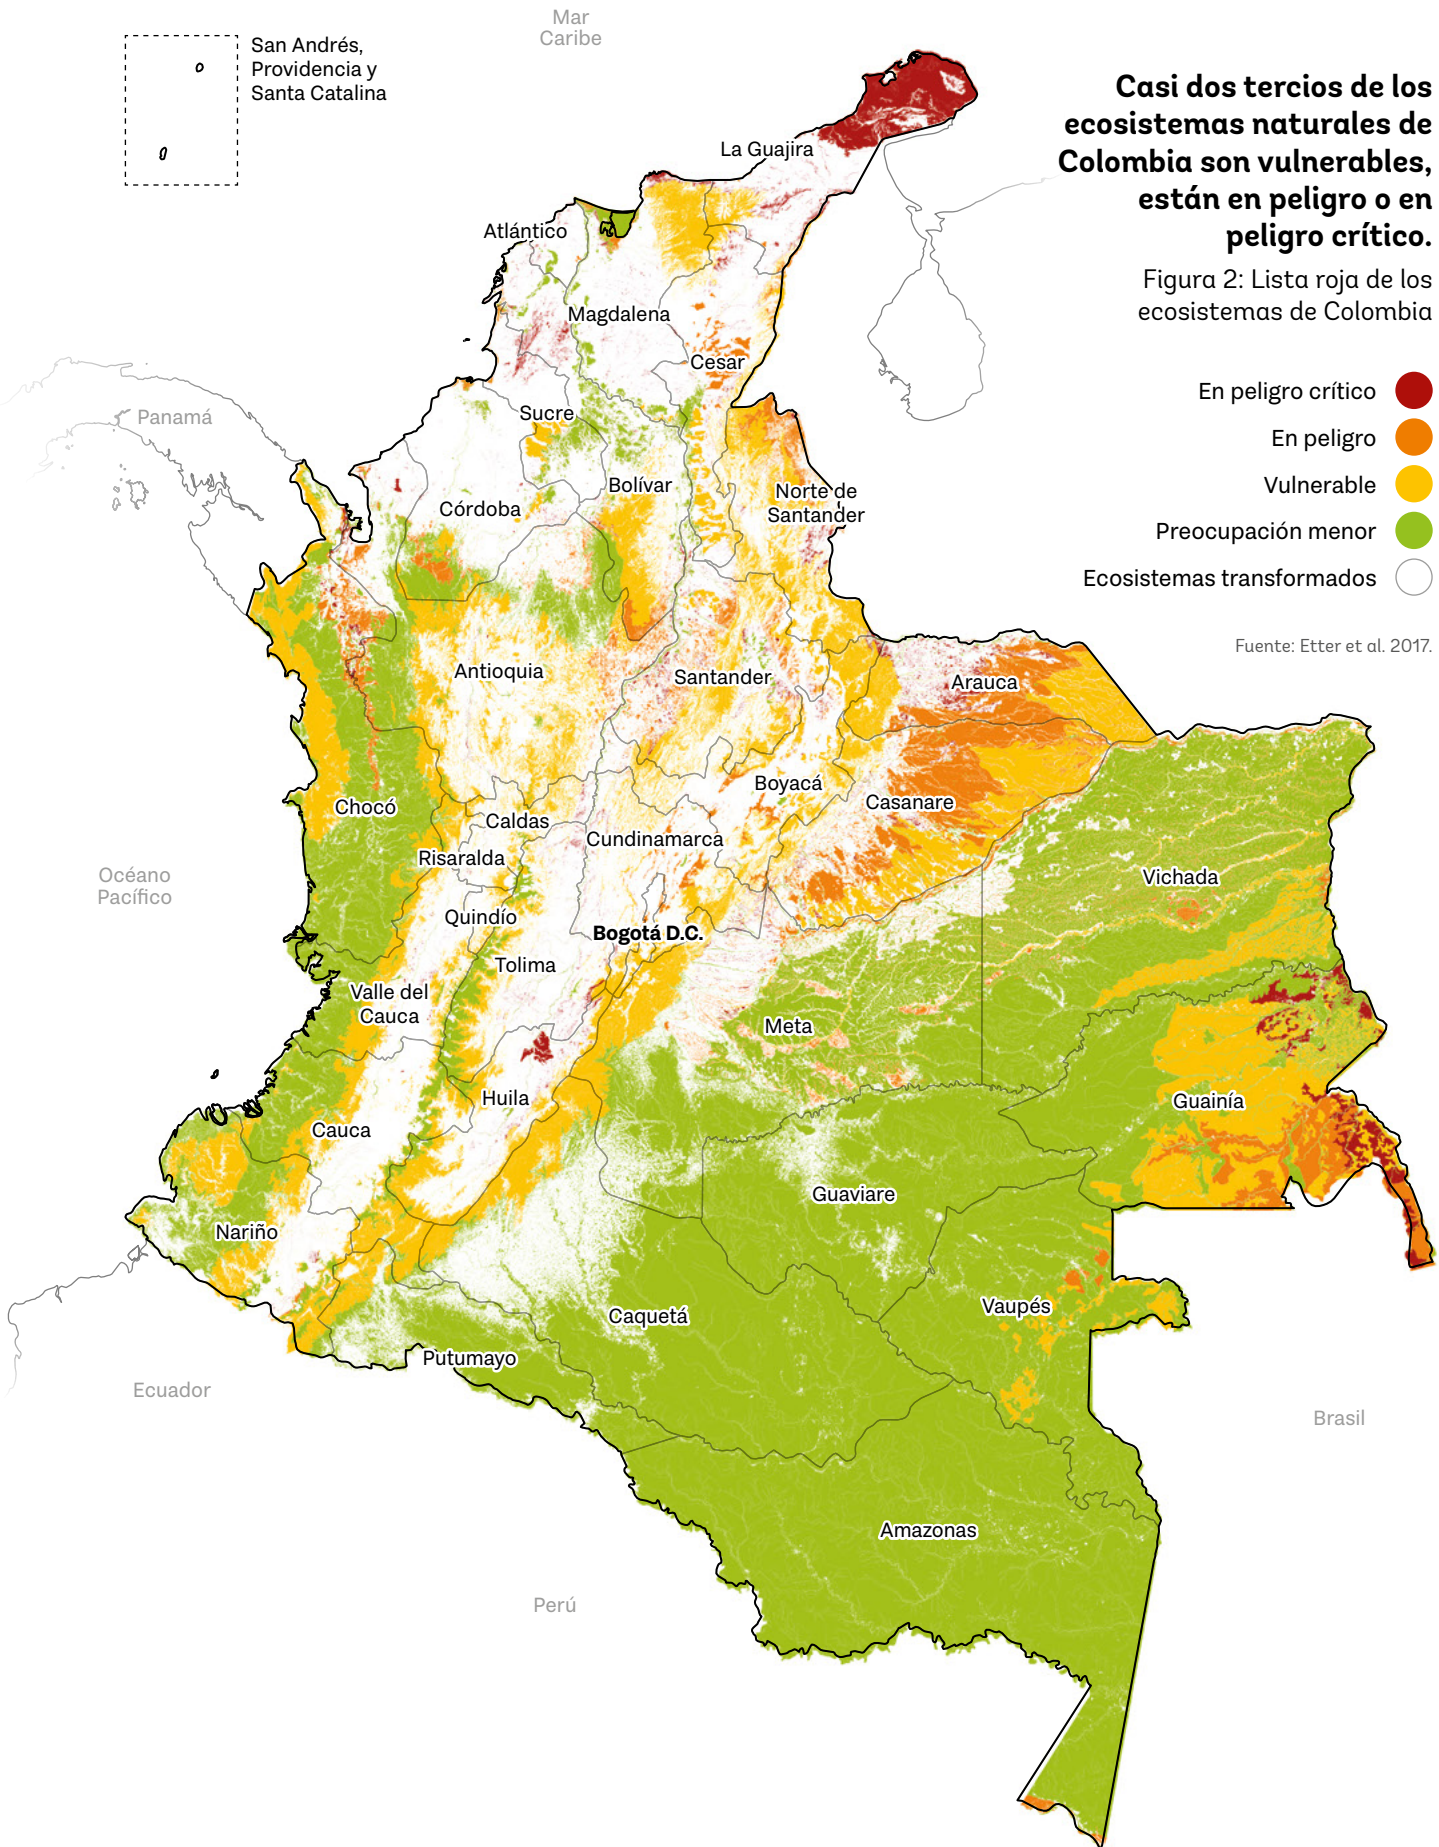 Mar
Caribe
San Andrés,
Providencia y
Santa Catalina
Casi dos tercios de los
ecosistemas naturales de
Colombia son vulnerables,
están en peligro o en
peligro crítico.
Figura 2: Lista roja de los
ecosistemas de Colombia
En peligro crítico
En peligro
Vulnerable
Preocupación menor
Ecosistemas transformados
Fuente: Etter et al. 2017.
La Guajira
Atlántico
Magdalena
Cesar
Panamá
Sucre
Bolívar
Norte de
Santander
Córdoba
Antioquia
Santander
Arauca
Boyacá
Casanare
Chocó
Caldas
Cundinamarca
Risaralda
Océano
Pacífico
Vichada
Quindío
Bogotá D.C.
Tolima
Valle del
Cauca
Meta
Huila
Guainía
Cauca
Guaviare
Nariño
Vaupés
Caquetá
Putumayo
Ecuador
Brasil
Amazonas
Perú